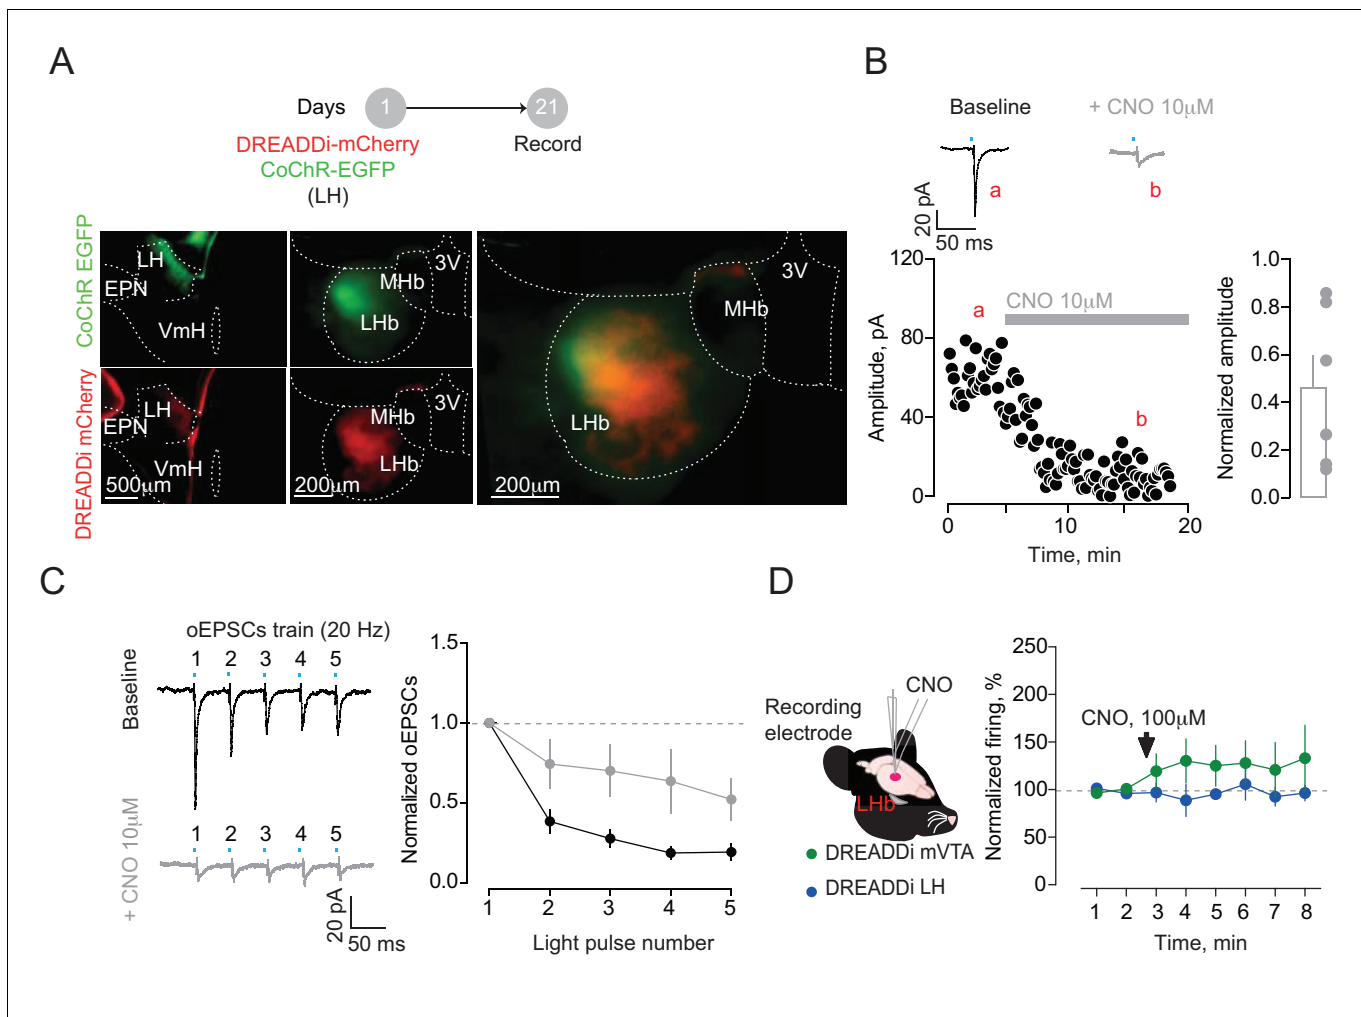 A
Days 1 21
DREADDi-mCherry Record
CoChR-EGFP
(LH)
CoChR EGFP
LH
EPN
VmH
3V
MHb
LHb
DREADDi mCherry
LH
EPN
VmH
500µm
3V
MHb
LHb
200µm
3V
MHb
LHb
200µm
B
Baseline + CNO 10µM
a b
20 pA
50 ms
120
80
40
0
Amplitude, pA
a
CNO 10µM
b
0 10 20
Time, min
1.0
0.8
0.6
0.4
0.2
0.0
Normalized amplitude
C
oEPSCs train (20 Hz)
Baseline
1 2 3 4 5
+ CNO 10µM
1 2 3 4 5
20 pA
50 ms
1.5
1.0
0.5
0.0
Normalized oEPSCs
1 2 3 4 5
Light pulse number
D
CNO
Recording
electrode
LHb
DREADDi mVTA
DREADDi LH
250
200
150
100
50
0
Normalized firing, %
CNO, 100µM
1 2 3 4 5 6 7 8
Time, min